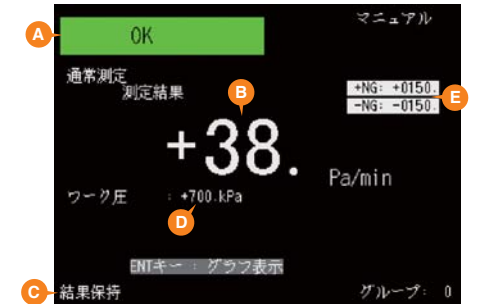 マニュアル
A OK
通常測定
測定結果
B
+NG: +0150.
-NG: -0150.
E
+38. Pa/min
ワーク圧 : +700.kPa
D
ENTキー : グラフ表示
C 結果保持 グループ: 0